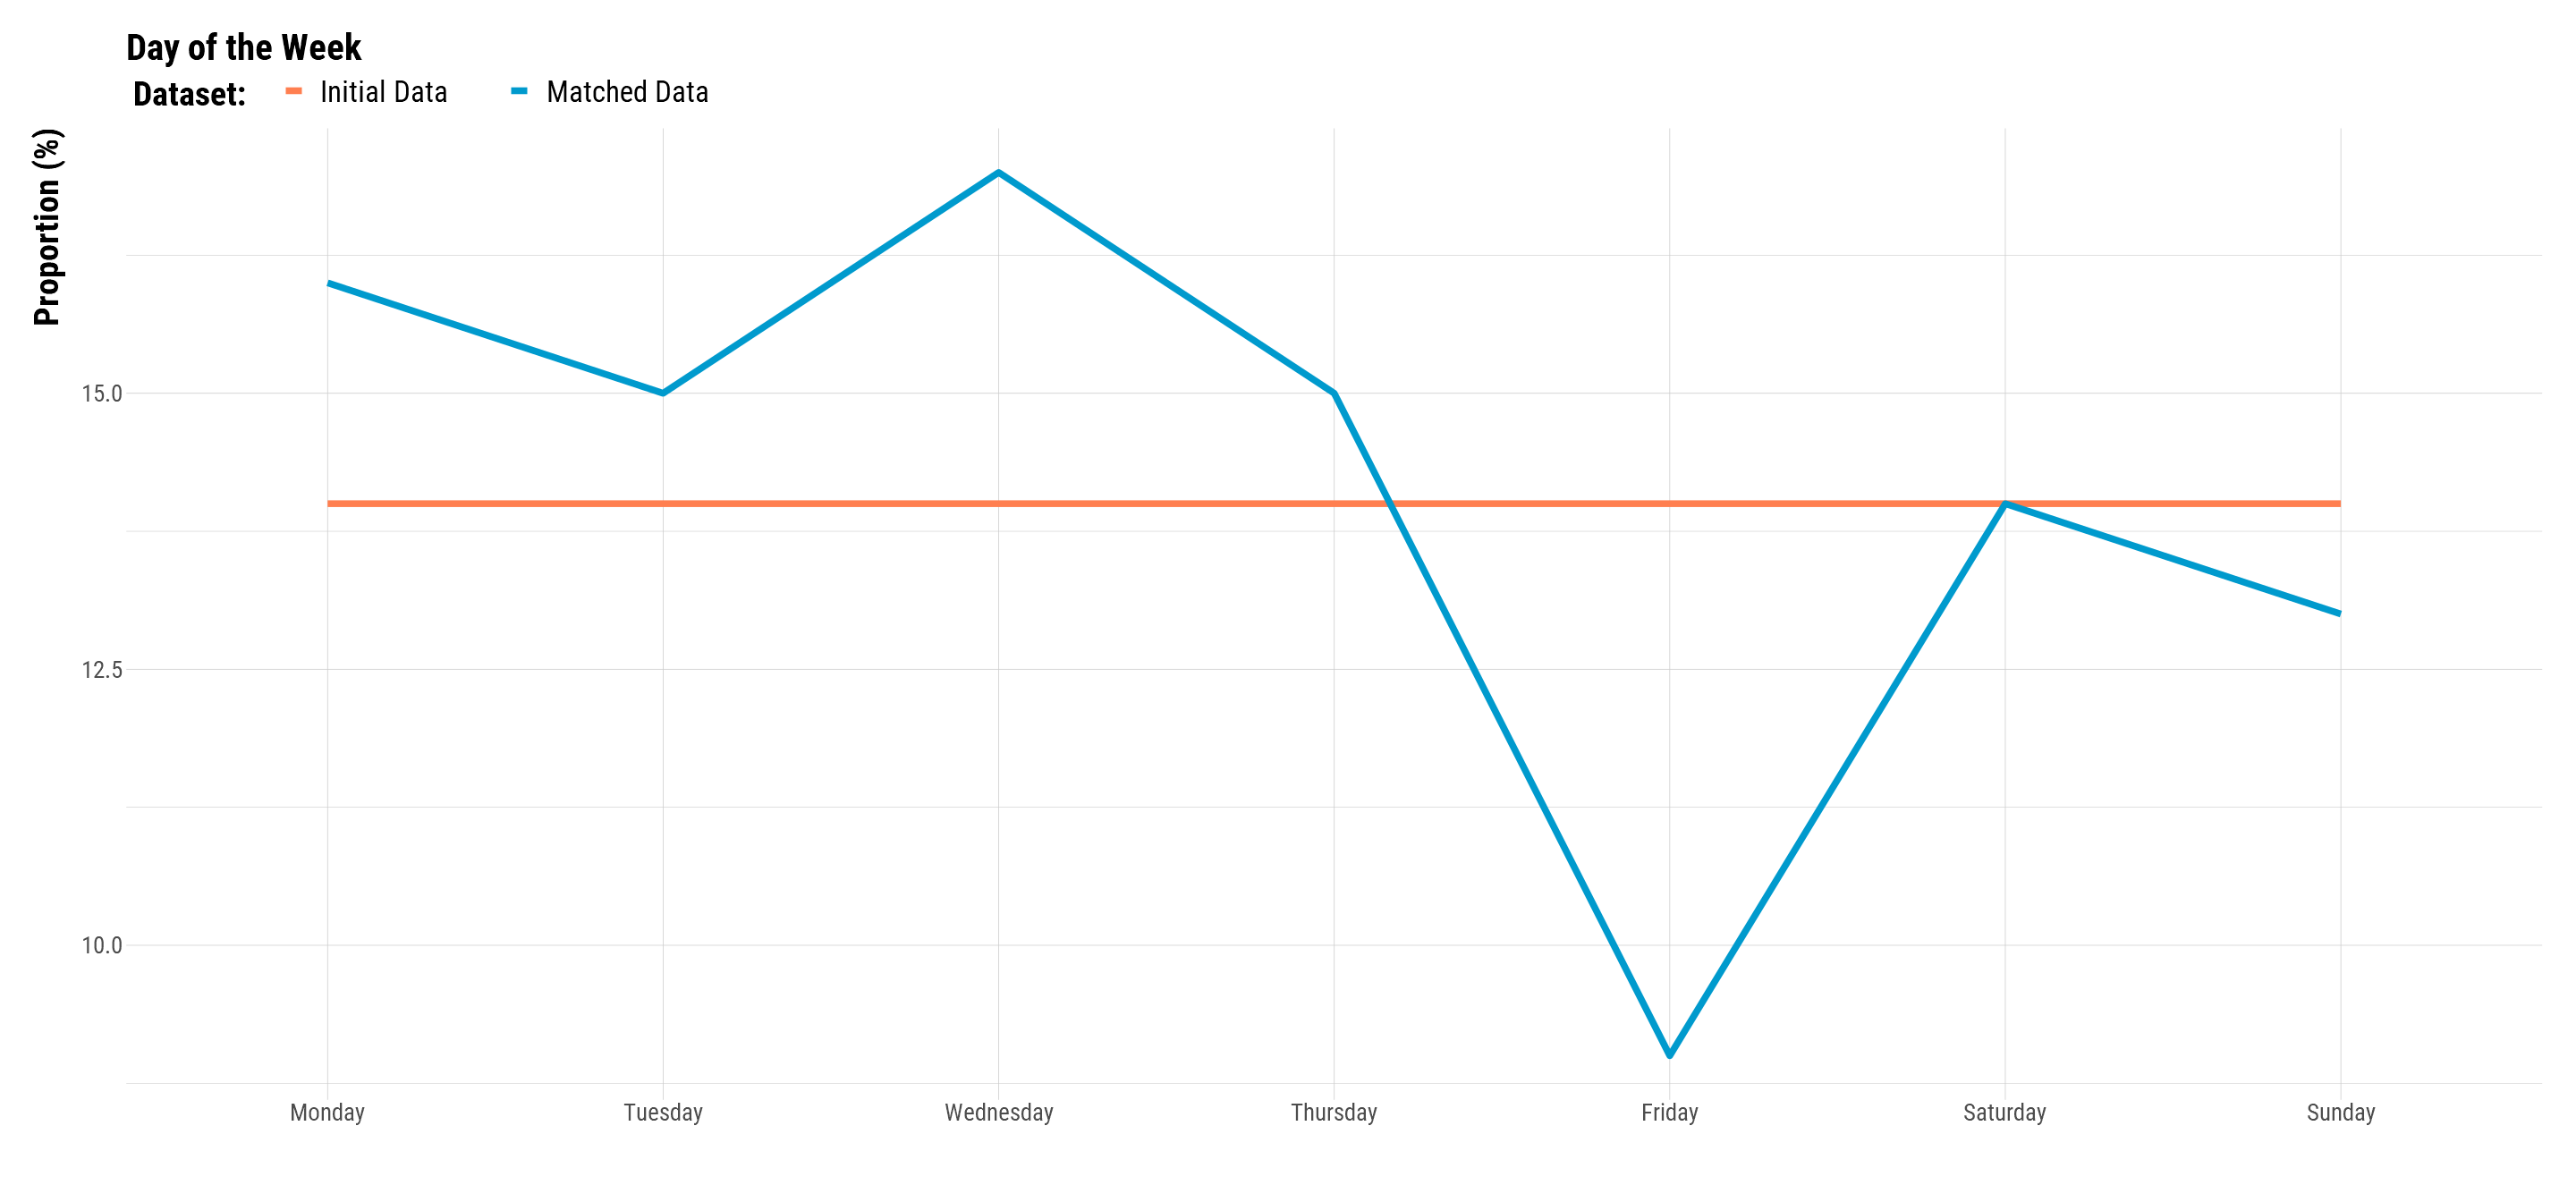 Day of the Week
Dataset: Initial Data Matched Data
Proportion (%)
15.0
12.5
10.0
Monday Tuesday Wednesday Thursday Friday Saturday Sunday